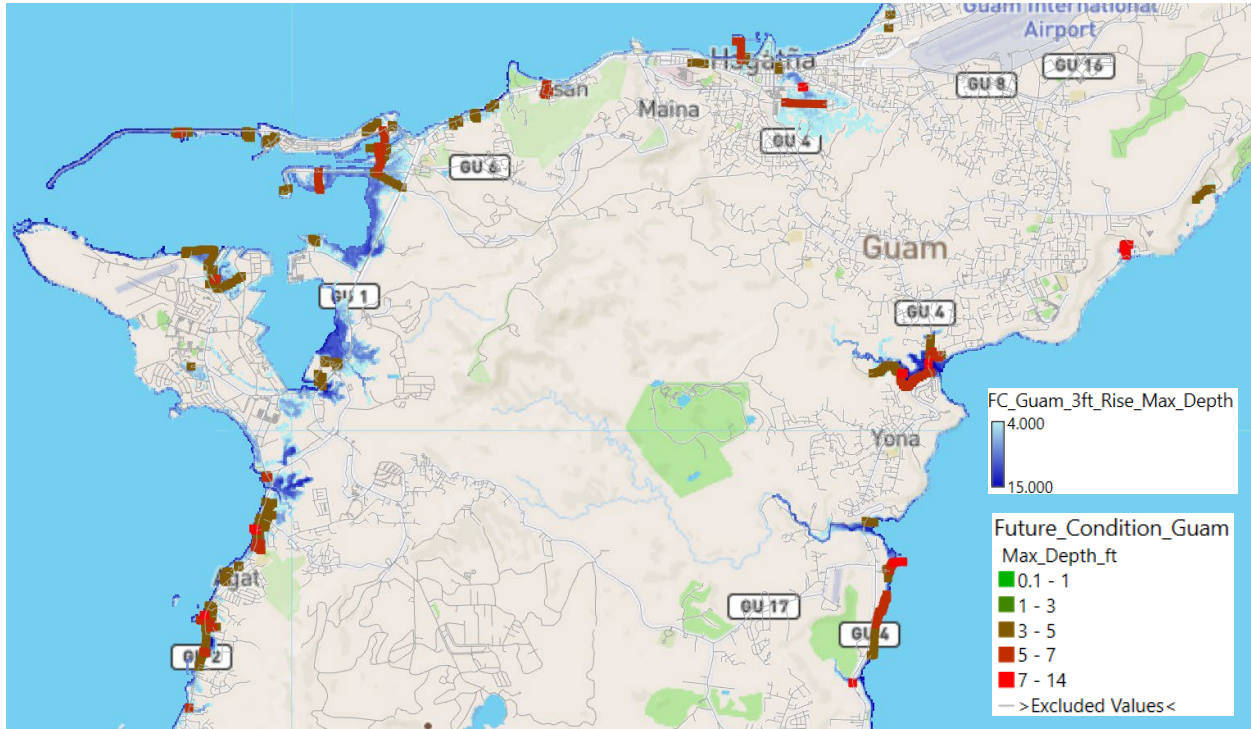 Guam International
Airport
Hagåtña
GU 16
GU 8
Asan
Maina
GU 4
GU 6
Guam
GU 1
GU 4
FC_Guam_3ft_Rise_Max_Depth
4.000
15.000
Yona
Future_Condition_Guam
Max_Depth_ft
0.1 - 1
1 - 3
3 - 5
5 - 7
7 - 14
>Excluded Values<
Agat
GU 17
GU 4
GU 2